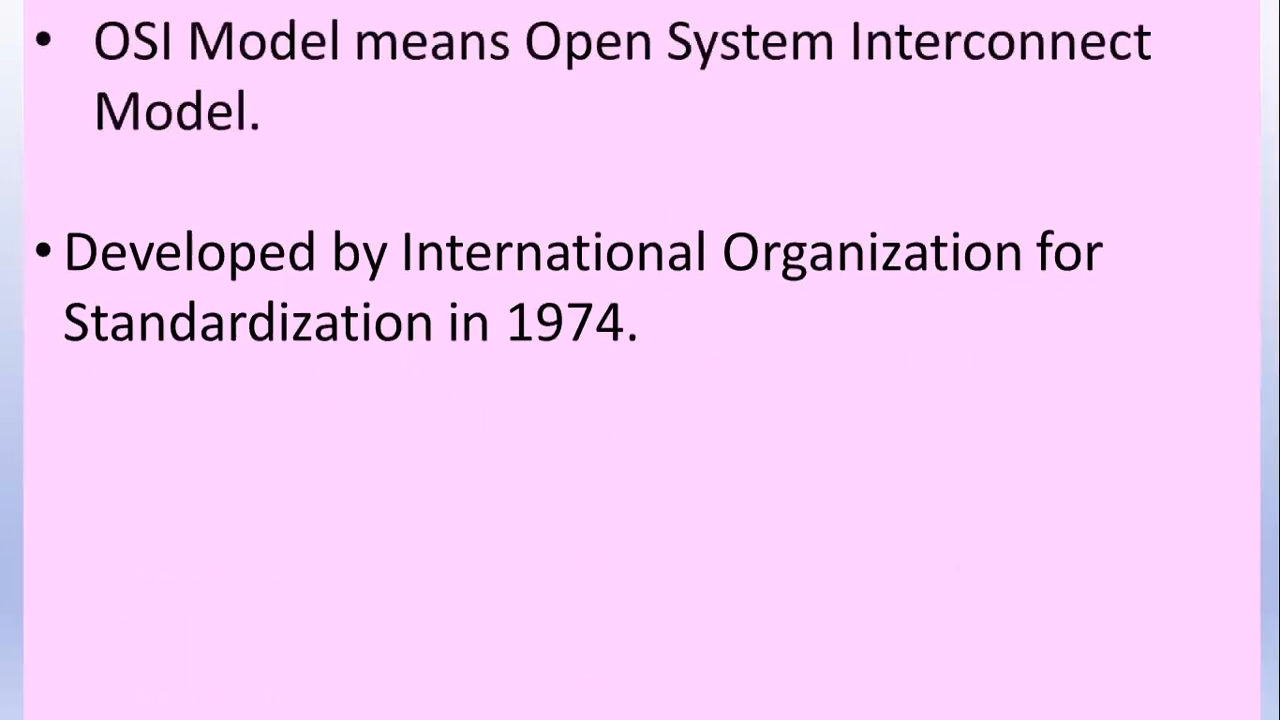 • OSI Model means Open System Interconnect
Model.
• Developed by International Organization for
Standardization in 1974.